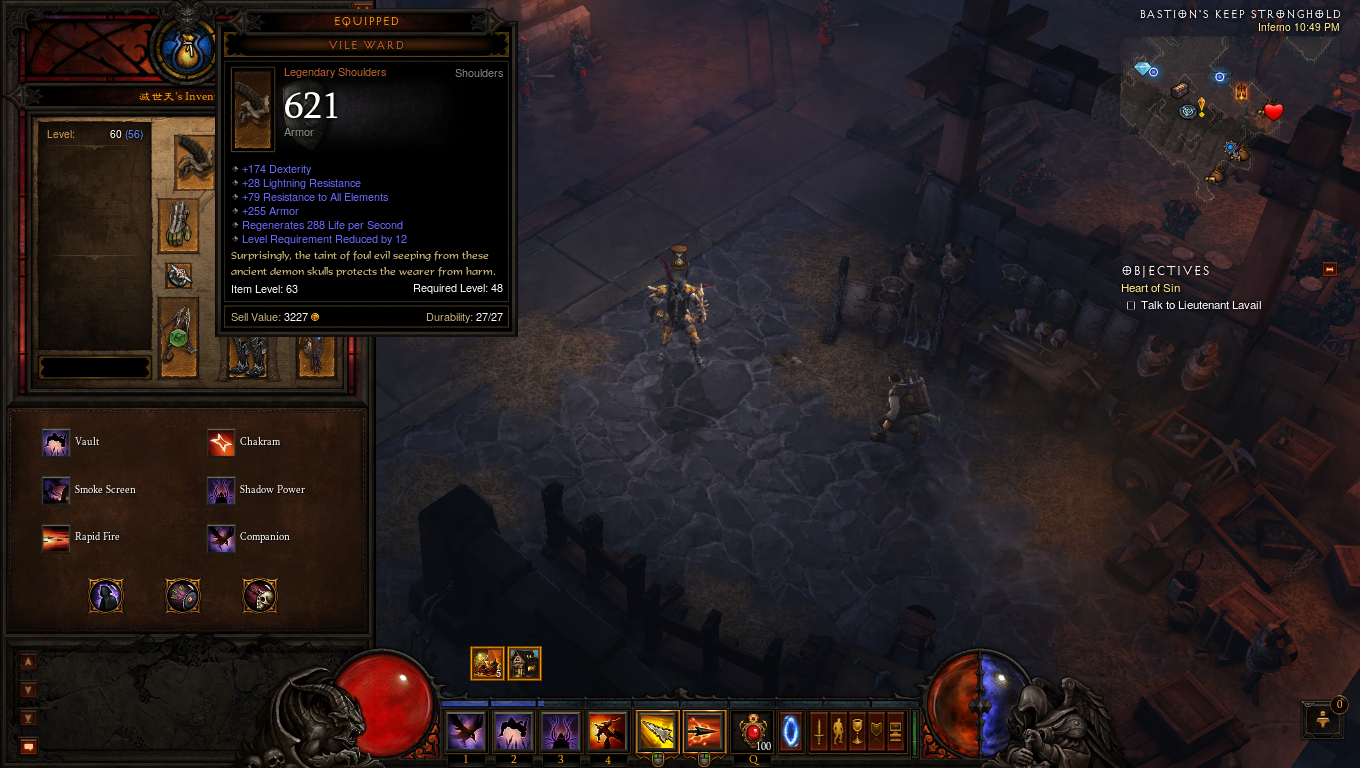 EQUIPPED
VILE WARD
Legendary Shoulders
Shoulders
621
Armor
+174 Dexterity
+28 Lightning Resistance
+79 Resistance to All Elements
+255 Armor
Regenerates 288 Life per Second
Level Requirement Reduced by 12
Surprisingly, the taint of foul evil seeping from these
ancient demon skulls protects the wearer from harm.
Item Level: 63
Required Level: 48
Sell Value: 3227
Durability: 27/27
's Inven
Level: 60 (56)
Vault
Chakram
Smoke Screen
Shadow Power
Rapid Fire
Companion
BASTION'S KEEP STRONGHOLD
Inferno 10:49 PM
OBJECTIVES
Heart of Sin
Talk to Lieutenant Lavail
5
100
1 2 3 4 Q
0